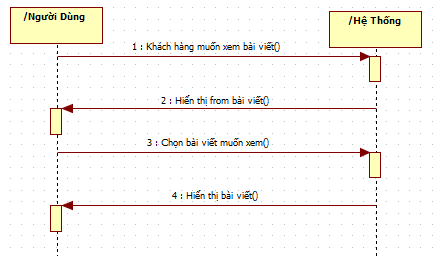 /Người Dùng
/Hệ Thống
1 : Khách hàng muốn xem bài viết()
2 : Hiển thị from bài viết()
3 : Chọn bài viết muốn xem()
4 : Hiển thị bài viết()